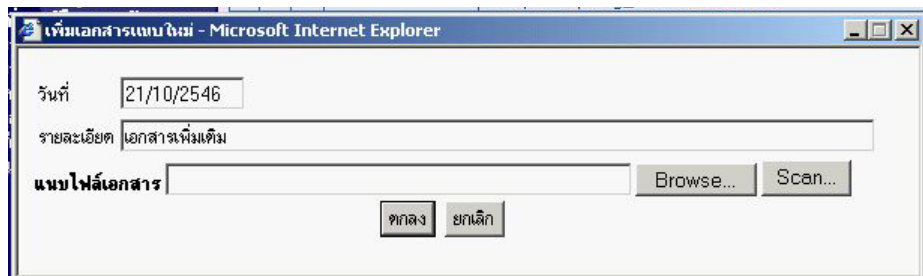 เพิ่มเอกสารแนบใหม่ - Microsoft Internet Explorer
วันที่ 21/10/2546
รายละเอียด เอกสารเพิ่มเติม
แนบไฟล์เอกสาร Browse... Scan...
ตกลง ยกเลิก